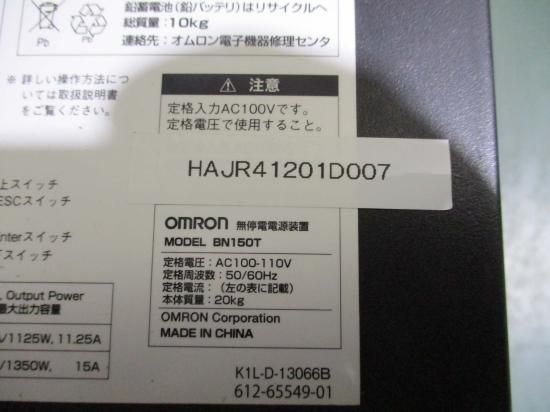 鉛蓄電池(鉛バッテリ)はリサイクルへ
総質量:10kg
連絡先:オムロン電子機器修理センタ
Pb
Pb
※ 詳しい操作方法につ
いては取扱説明書
をご覧ください。
注意
定格入力AC100Vです。
定格電圧で使用すること。
HAJR41201D007
上スイッチ
ESCスイッチ
Enterスイッチ
スイッチ
OMRON 無停電電源装置
MODEL BN150T
定格電圧:AC100-110V
定格周波数:50/60Hz
定格電流:(左の表に記載)
本体質量:20kg
OMRON Corporation
MADE IN CHINA
Output Power
最大出力容量
/1125W, 11.25A
/1350W, 15A
K1L-D-13066B
612-65549-01